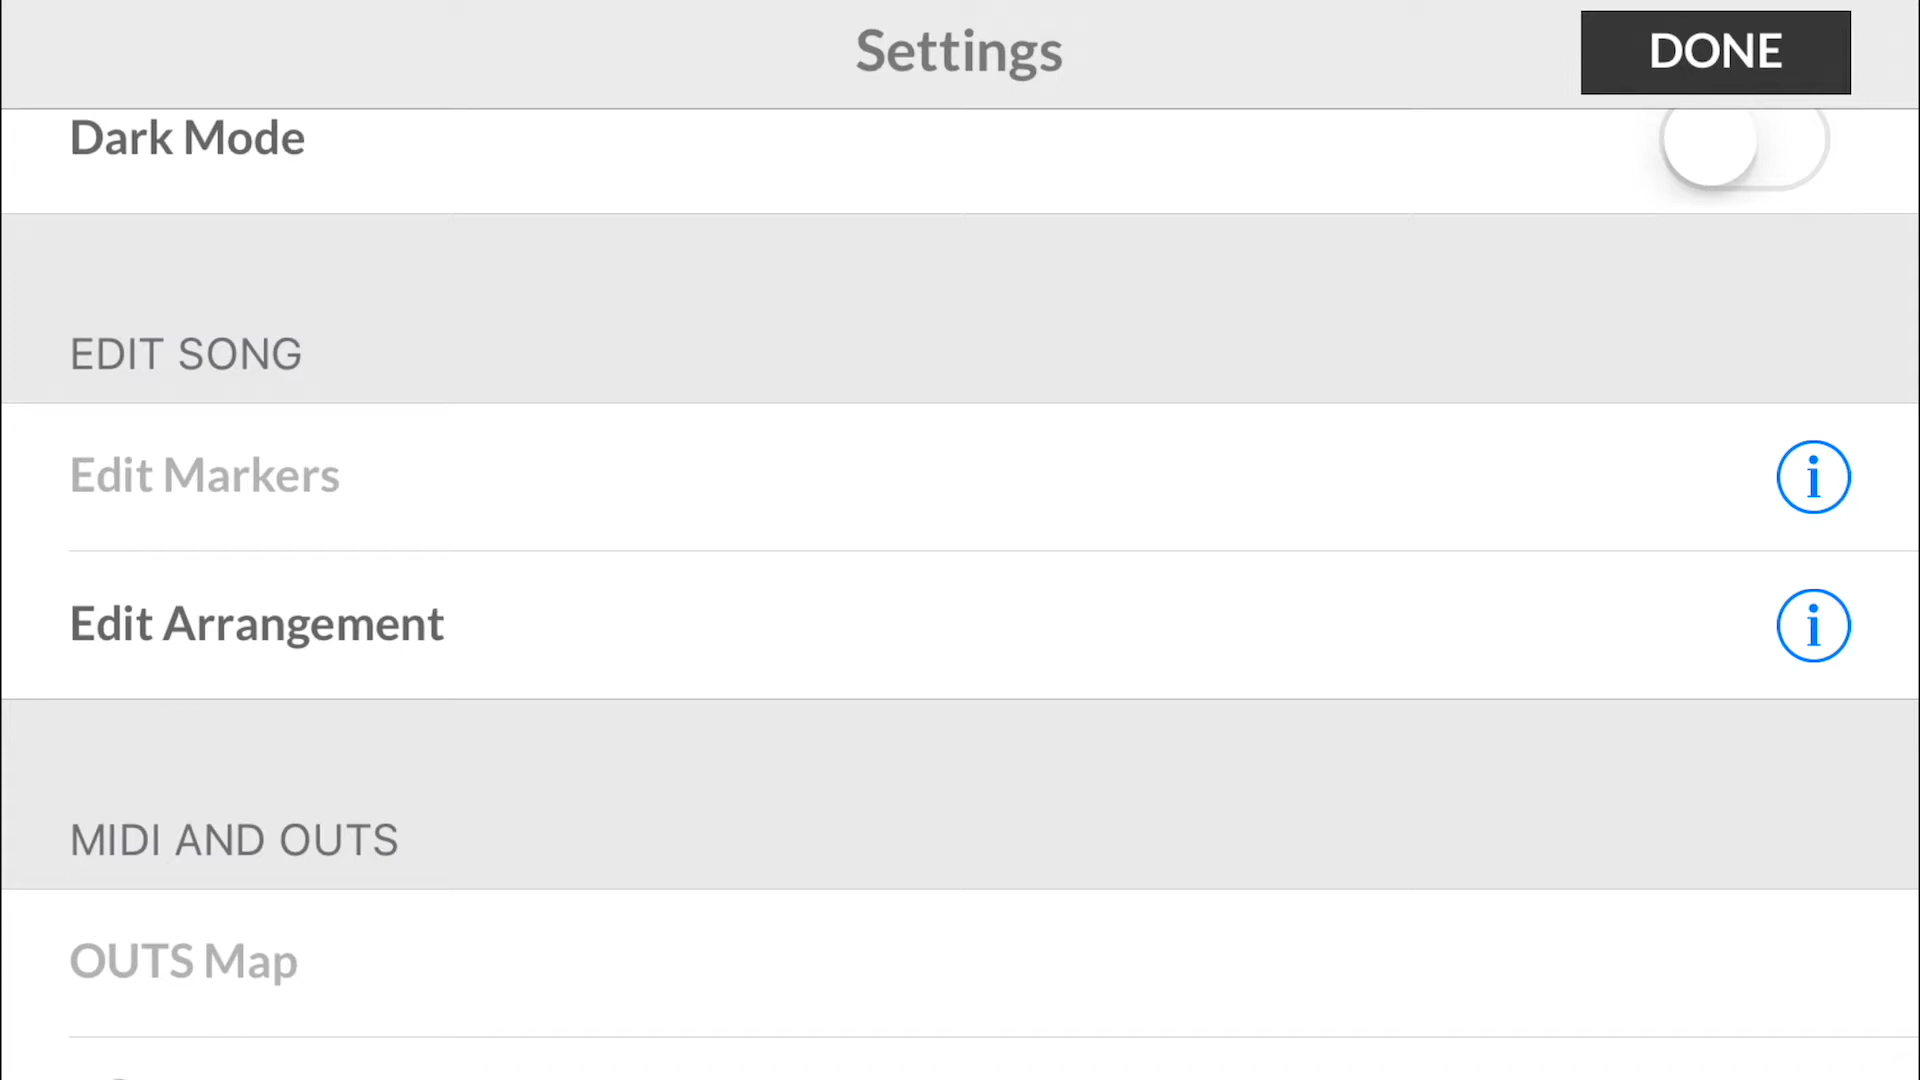 Settings
DONE
Dark Mode
EDIT SONG
Edit Markers
i
Edit Arrangement
i
MIDI AND OUTS
OUTS Map